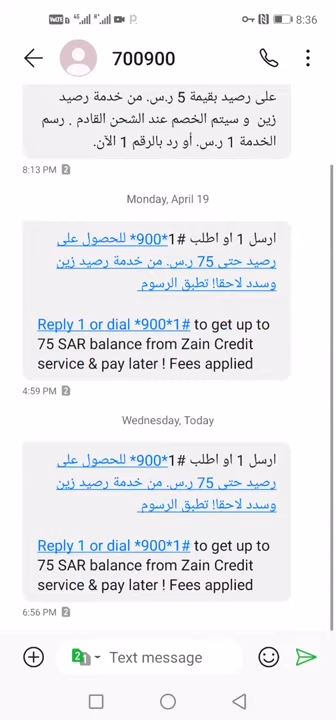 8:36
700900
على رصيد بقيمة 5 ر.س. من خدمة رصيد
زين و سيتم الخصم عند الشحن القادم . رسم
الخدمة 1 ر.س. أو رد بالرقم 1 الآن.
8:13 PM 2
Monday, April 19
ارسل 1 او اطلب #1*900* للحصول على
رصيد حتى 75 ر.س. من خدمة رصيد زين
وسدد لاحقا! تطبق الرسوم
Reply 1 or dial *900*1# to get up to
75 SAR balance from Zain Credit
service & pay later ! Fees applied
4:59 PM 2
Wednesday, Today
ارسل 1 او اطلب #1*900* للحصول على
رصيد حتى 75 ر.س. من خدمة رصيد زين
وسدد لاحقا! تطبق الرسوم
Reply 1 or dial *900*1# to get up to
75 SAR balance from Zain Credit
service & pay later ! Fees applied
6:56 PM 2
2 1 Text message